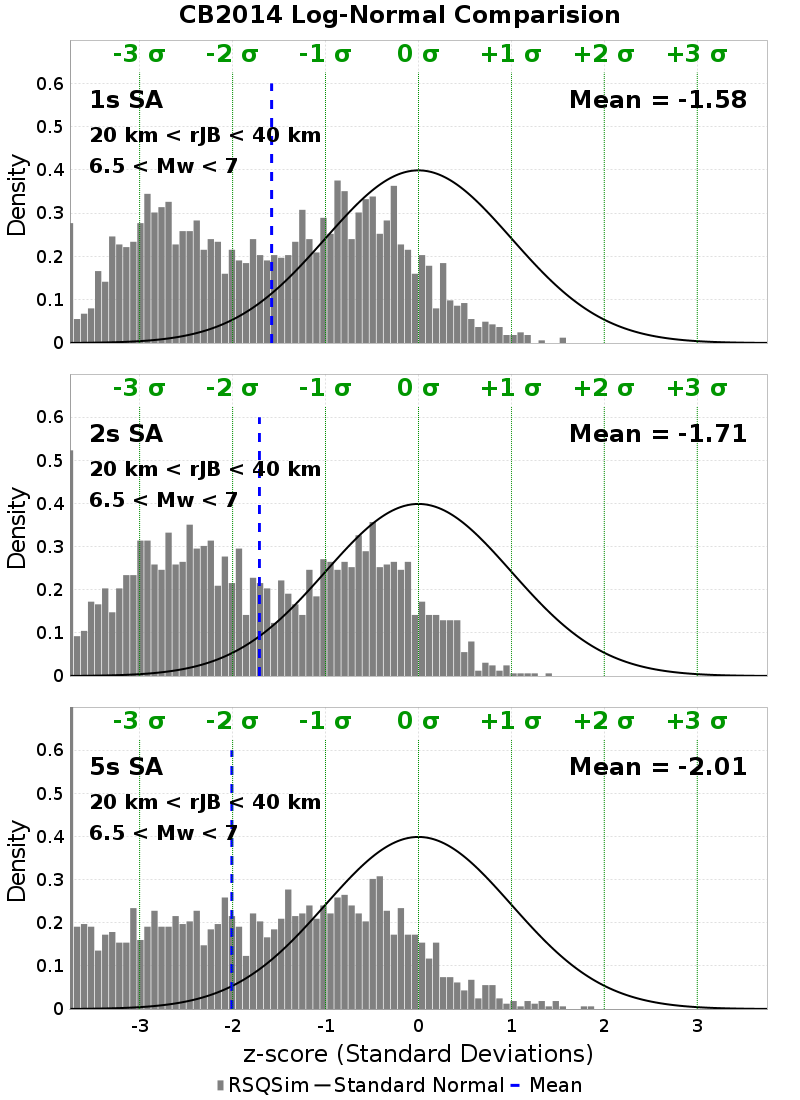 CB2014 Log-Normal Comparision
-3 σ -2 σ -1 σ 0 σ +1 σ +2 σ +3 σ
1s SA
Mean = -1.58
20 km < rJB < 40 km
6.5 < Mw < 7
0.6
0.5
0.4
0.3
0.2
0.1
0
Density
-3 σ -2 σ -1 σ 0 σ +1 σ +2 σ +3 σ
2s SA
Mean = -1.71
20 km < rJB < 40 km
6.5 < Mw < 7
0.6
0.5
0.4
0.3
0.2
0.1
0
Density
-3 σ -2 σ -1 σ 0 σ +1 σ +2 σ +3 σ
5s SA
Mean = -2.01
20 km < rJB < 40 km
6.5 < Mw < 7
0.6
0.5
0.4
0.3
0.2
0.1
0
Density
-3 -2 -1 0 1 2 3
z-score (Standard Deviations)
RSQSim Standard Normal Mean